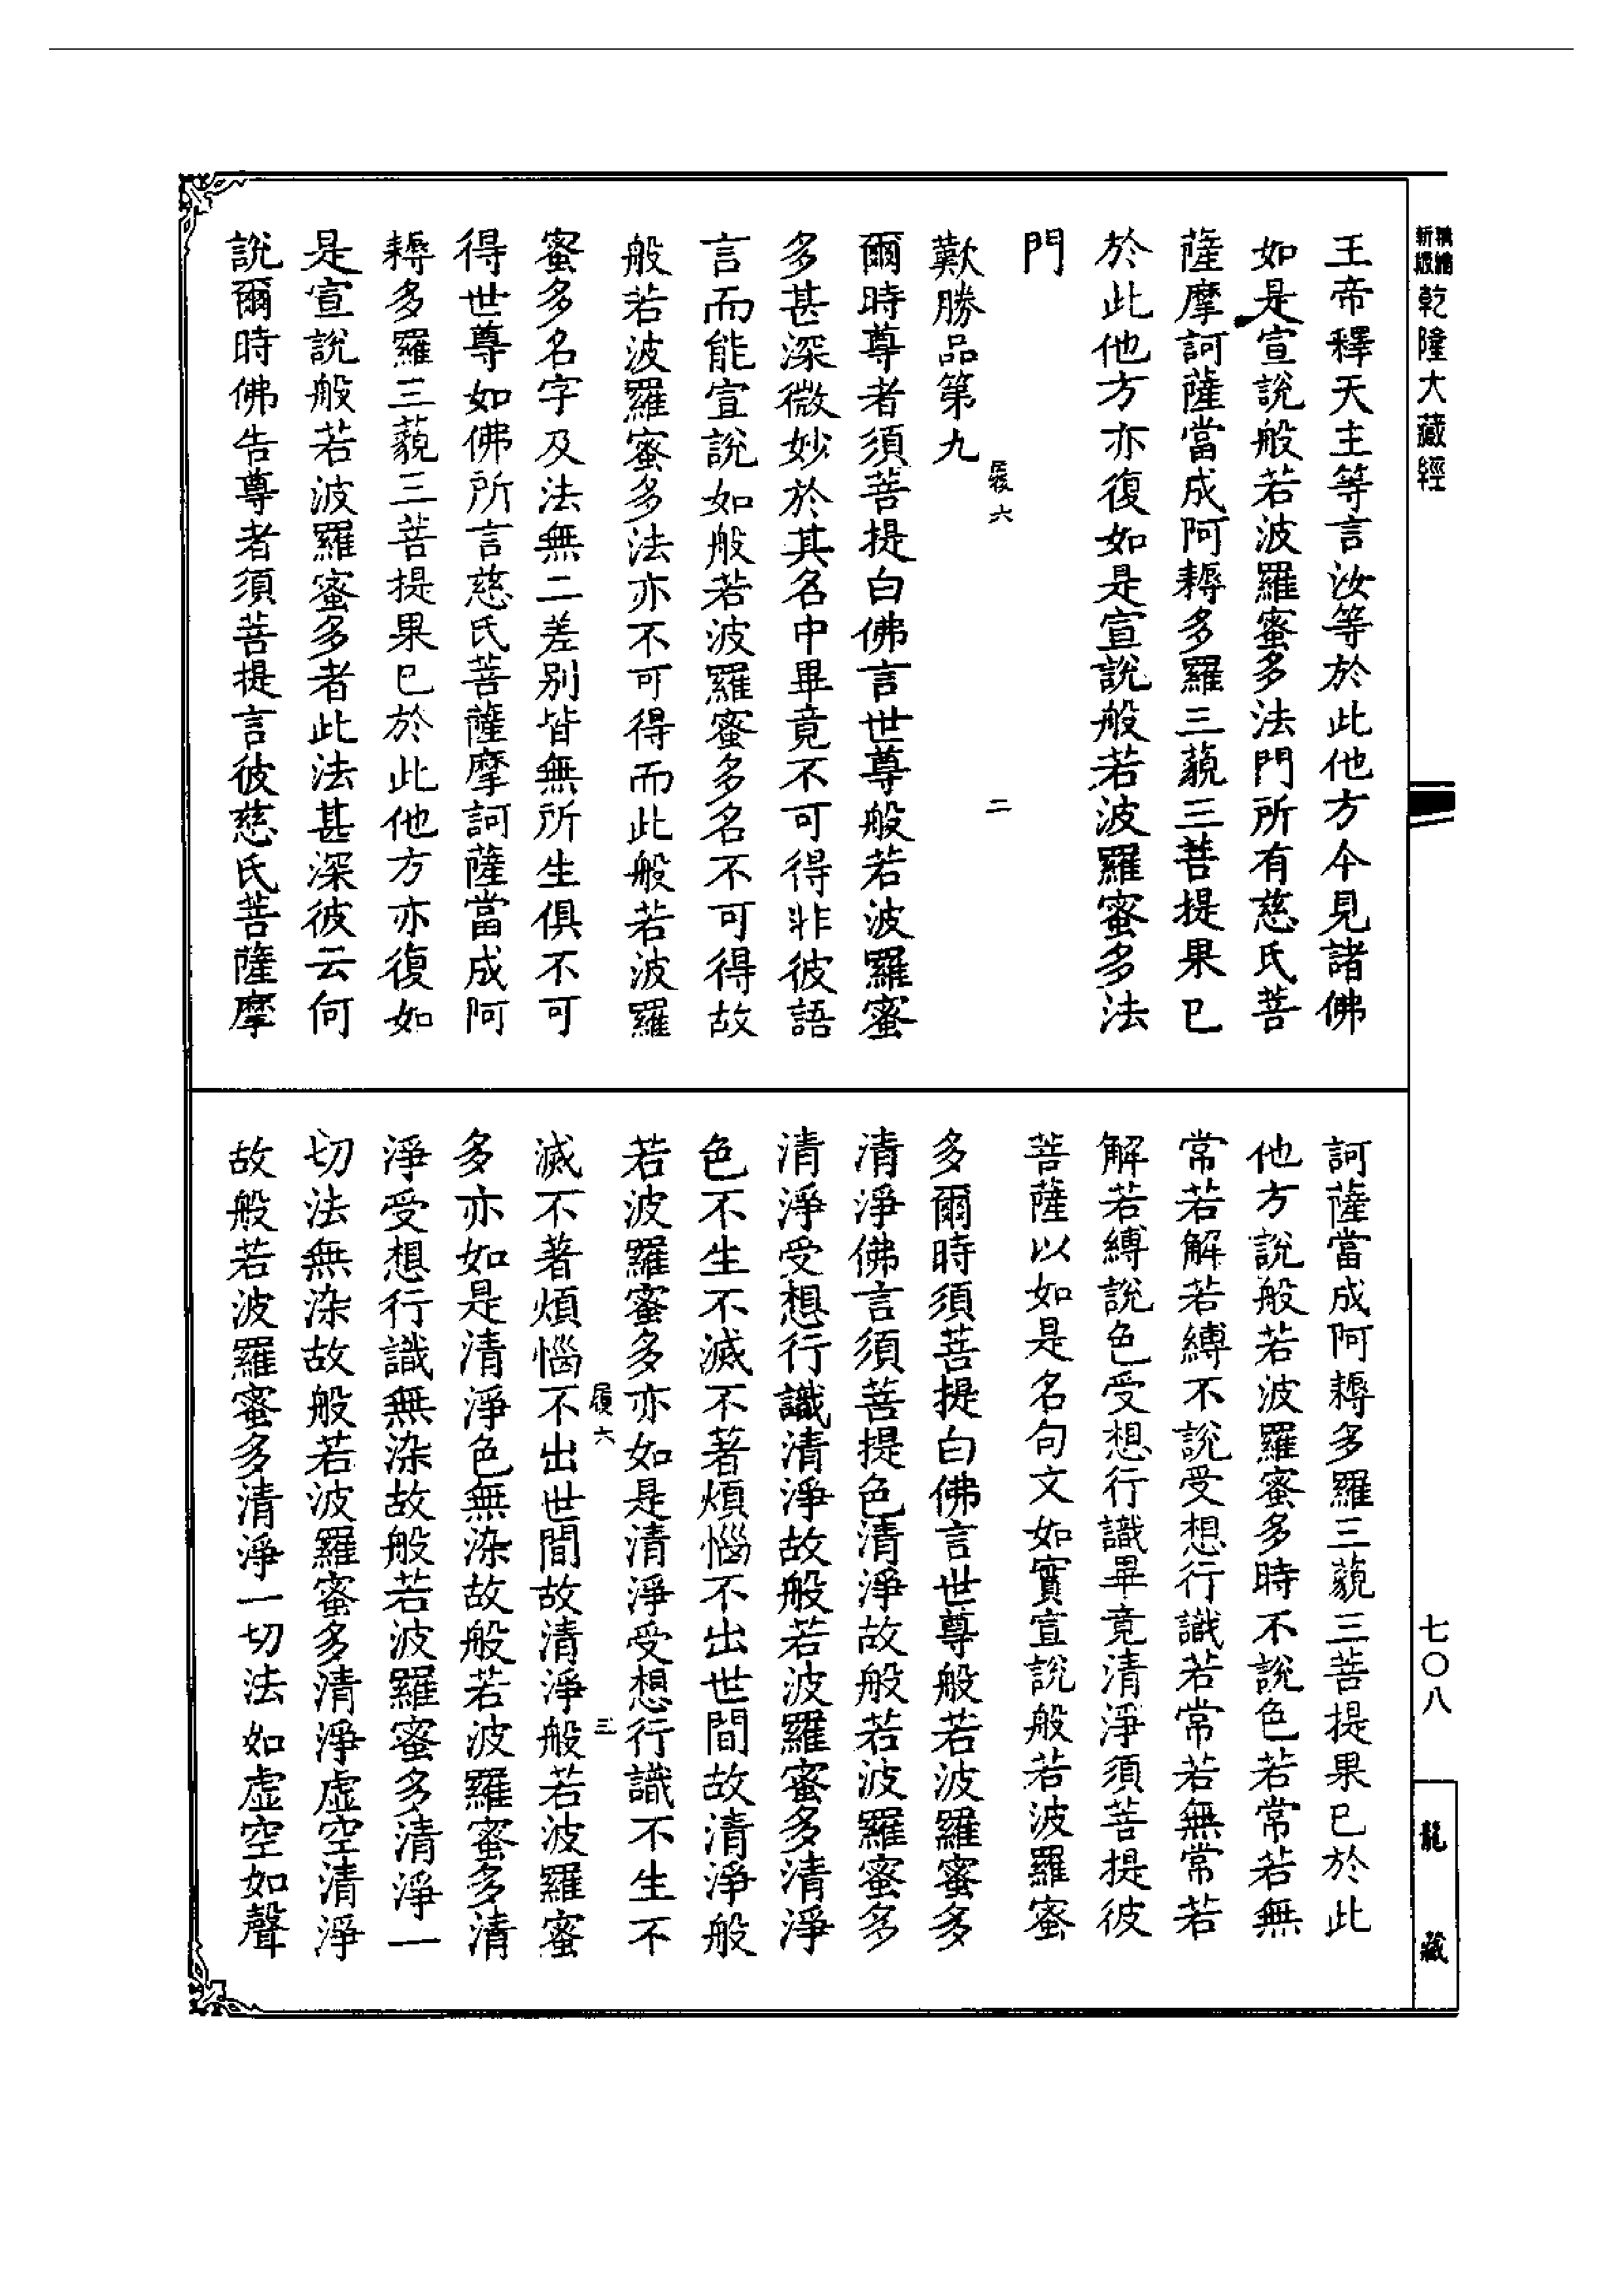 新版
精縮
乾隆大藏經
七〇八
龍藏
王帝釋天主等言汝等於此他方今見諸佛
如是宣說般若波羅蜜多法門所有慈氏菩
薩摩訶薩當成阿耨多羅三藐三菩提果已
於此他方亦復如是宣說般若波羅蜜多法
門
履六 二
歎勝品第九
爾時尊者須菩提白佛言世尊般若波羅蜜
多甚深微妙於其名中畢竟不可得非彼語
言而能宣說如般若波羅蜜多名不可得故
般若波羅蜜多法亦不可得而此般若波羅
蜜多名字及法無二差別皆無所生俱不可
得世尊如佛所言慈氏菩薩摩訶薩當成阿
耨多羅三藐三菩提果已於此他方亦復如
是宣說般若波羅蜜多者此法甚深彼云何
說爾時佛告尊者須菩提言彼慈氏菩薩摩
訶薩當成阿耨多羅三藐三菩提果已於此
他方說般若波羅蜜多時不說色若常若無
常若解若縛不說受想行識若常若無常若
解若縛說色受想行識畢竟清淨須菩提彼
菩薩以如是名句文如實宣說般若波羅蜜
多爾時須菩提白佛言世尊般若波羅蜜多
清淨佛言須菩提色清淨故般若波羅蜜多
清淨受想行識清淨故般若波羅蜜多清淨
色不生不滅不著煩惱不出世間故清淨般
若波羅蜜多亦如是清淨受想行識不生不
履六 三
滅不著煩惱不出世間故清淨般若波羅蜜
多亦如是清淨色無染故般若波羅蜜多清
淨受想行識無染故般若波羅蜜多清淨一
切法無染故般若波羅蜜多清淨虛空清淨
故般若波羅蜜多清淨一切法如虛空如聲